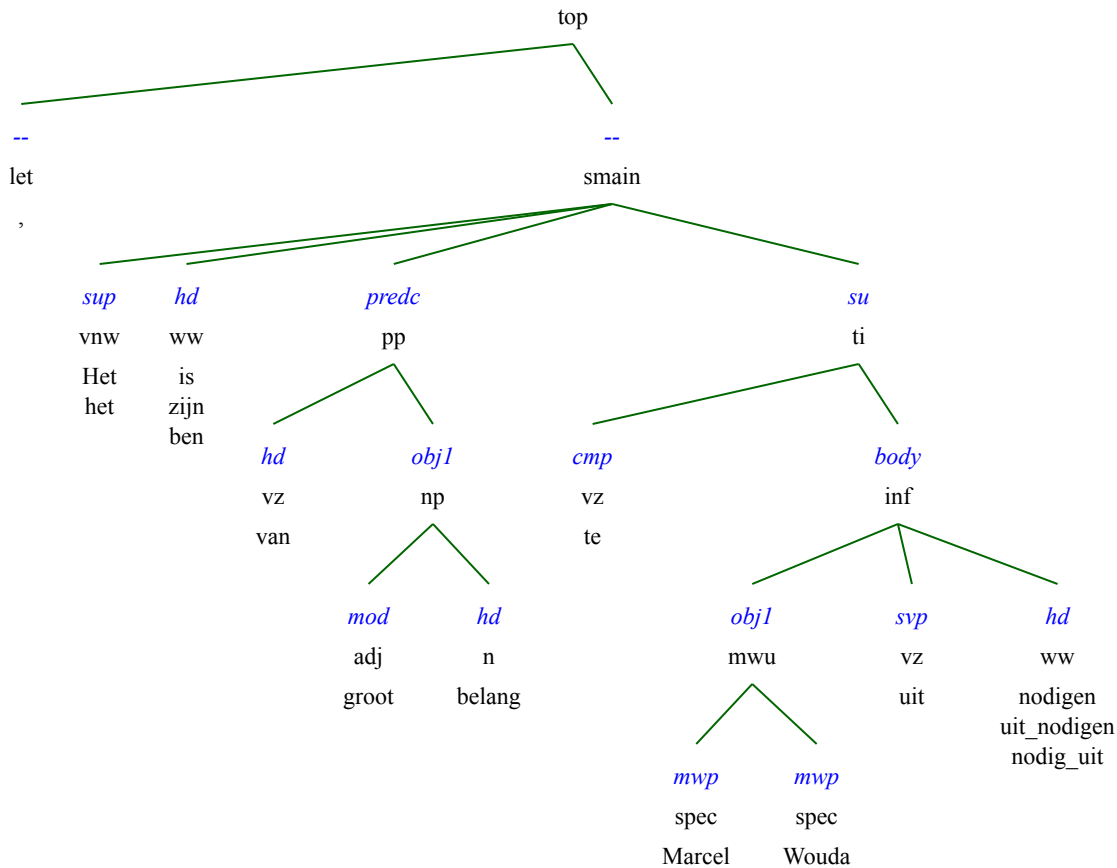 top
-- --
let smain
,
sup hd predc su
vnw ww pp ti
Het is
het zijn
ben
hd obj1 cmp body
vz np vz inf
van te
mod hd obj1 svp hd
adj n mwu vz ww
groot belang uit nodigen
uit_nodigen
nodig_uit
mwp mwp
spec spec
Marcel Wouda